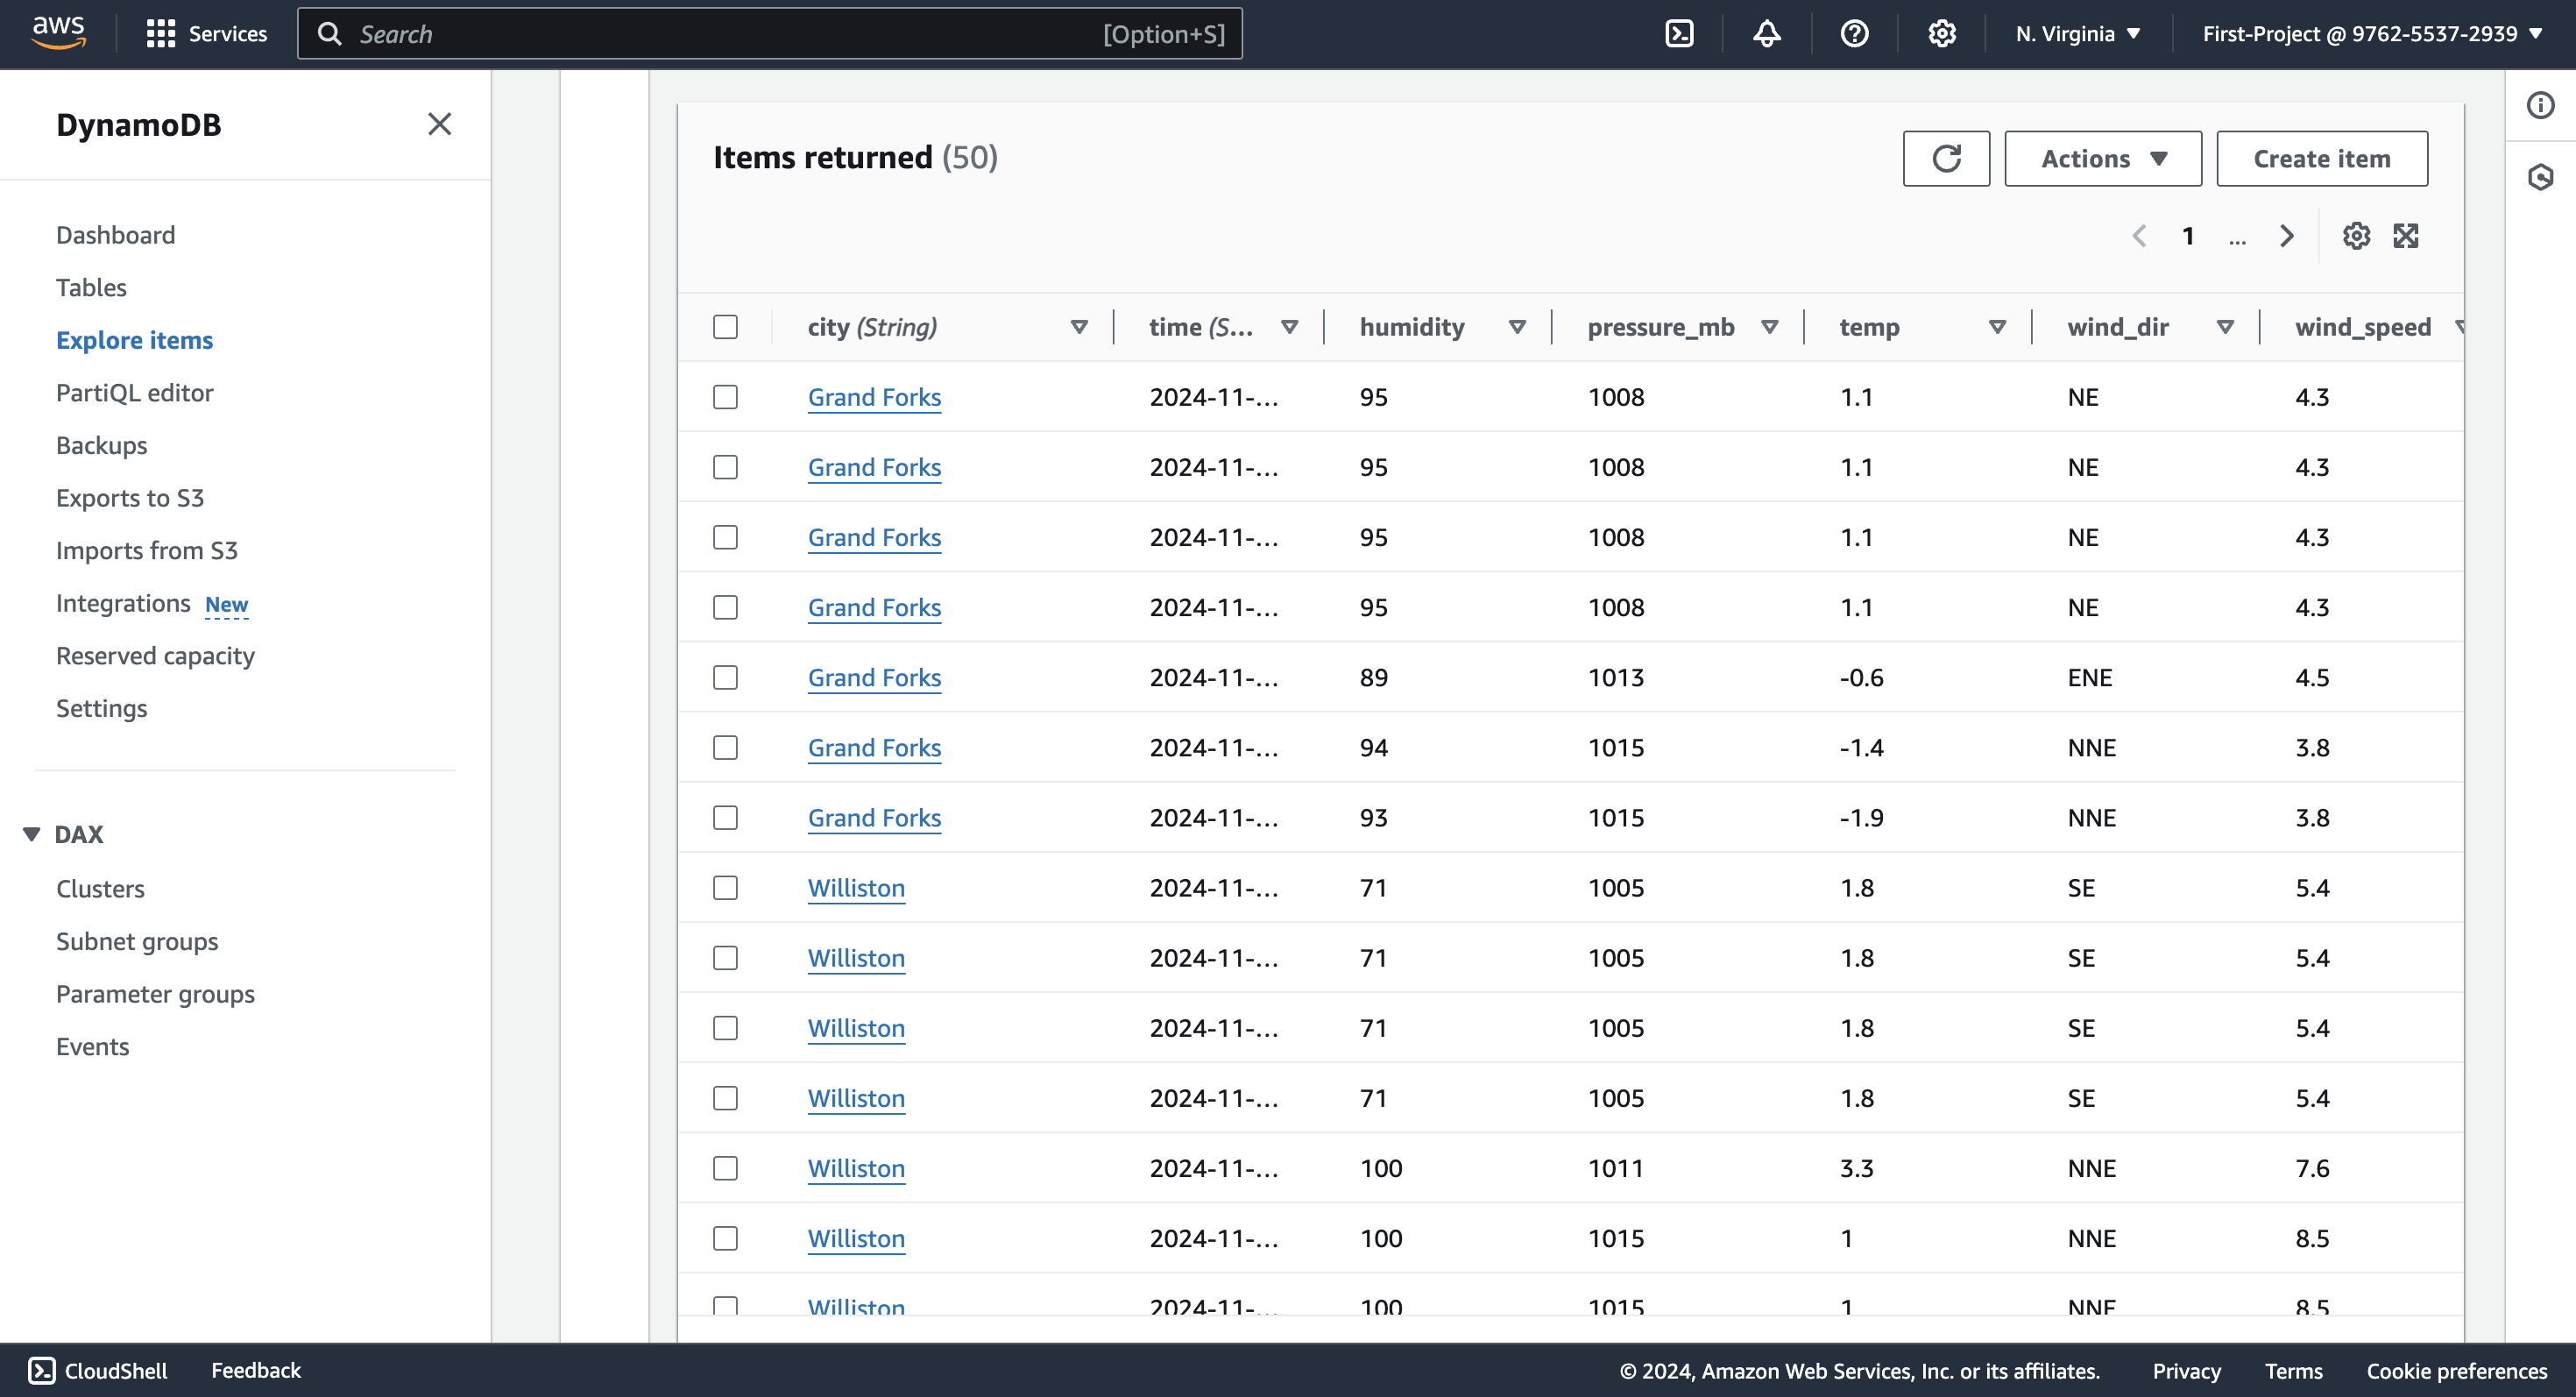 aws
Services
Search
[Option+S]
N. Virginia
First-Project @ 9762-5537-2939
DynamoDB
Dashboard
Tables
Explore items
PartiQL editor
Backups
Exports to S3
Imports from S3
Integrations New
Reserved capacity
Settings
DAX
Clusters
Subnet groups
Parameter groups
Events
Items returned (50)
Actions
Create item
1 ...
city (String) time (S... humidity pressure_mb temp wind_dir wind_speed
Grand Forks 2024-11-... 95 1008 1.1 NE 4.3
Grand Forks 2024-11-... 95 1008 1.1 NE 4.3
Grand Forks 2024-11-... 95 1008 1.1 NE 4.3
Grand Forks 2024-11-... 95 1008 1.1 NE 4.3
Grand Forks 2024-11-... 89 1013 -0.6 ENE 4.5
Grand Forks 2024-11-... 94 1015 -1.4 NNE 3.8
Grand Forks 2024-11-... 93 1015 -1.9 NNE 3.8
Williston 2024-11-... 71 1005 1.8 SE 5.4
Williston 2024-11-... 71 1005 1.8 SE 5.4
Williston 2024-11-... 71 1005 1.8 SE 5.4
Williston 2024-11-... 71 1005 1.8 SE 5.4
Williston 2024-11-... 100 1011 3.3 NNE 7.6
Williston 2024-11-... 100 1015 1 NNE 8.5
Williston 2024-11-... 100 1015 1 NNE 8.5
CloudShell Feedback © 2024, Amazon Web Services, Inc. or its affiliates. Privacy Terms Cookie preferences